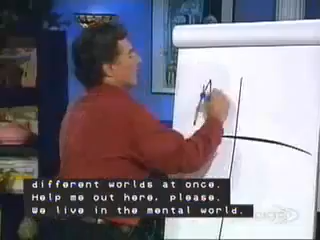 different worlds at once.
Help me out here, please.
We live in the mental world.